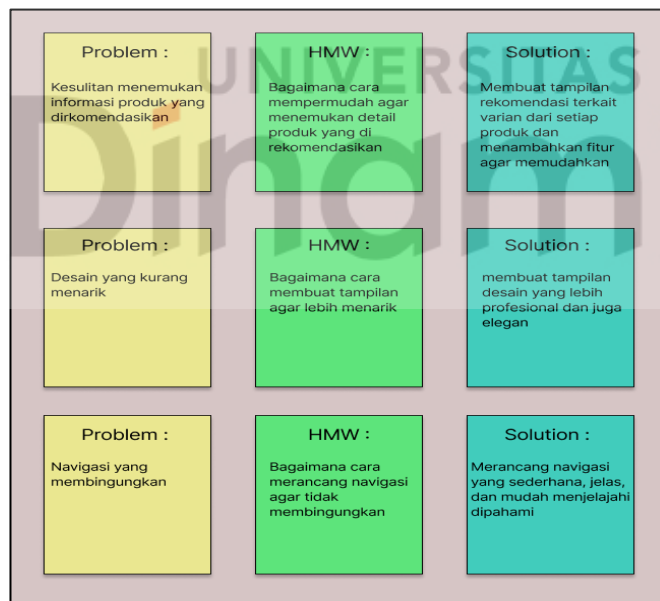 UNIVERSITAS
Dinam
Problem :
Kesulitan menemukan
informasi produk yang
dirkomendasikan
HMW :
Bagaimana cara
mempermudah agar
menemukan detail
produk yang di
rekomendasikan
Solution :
Membuat tampilan
rekomendasi terkait
varian dari setiap
produk dan
menambahkan fitur
agar memudahkan
Problem :
Desain yang kurang
menarik
HMW :
Bagaimana cara
membuat tampilan
agar lebih menarik
Solution :
membuat tampilan
desain yang lebih
profesional dan juga
elegan
Problem :
Navigasi yang
membingungkan
HMW :
Bagaimana cara
merancang navigasi
agar tidak
membingungkan
Solution :
Merancang navigasi
yang sederhana, jelas,
dan mudah menjelajahi
dipahami